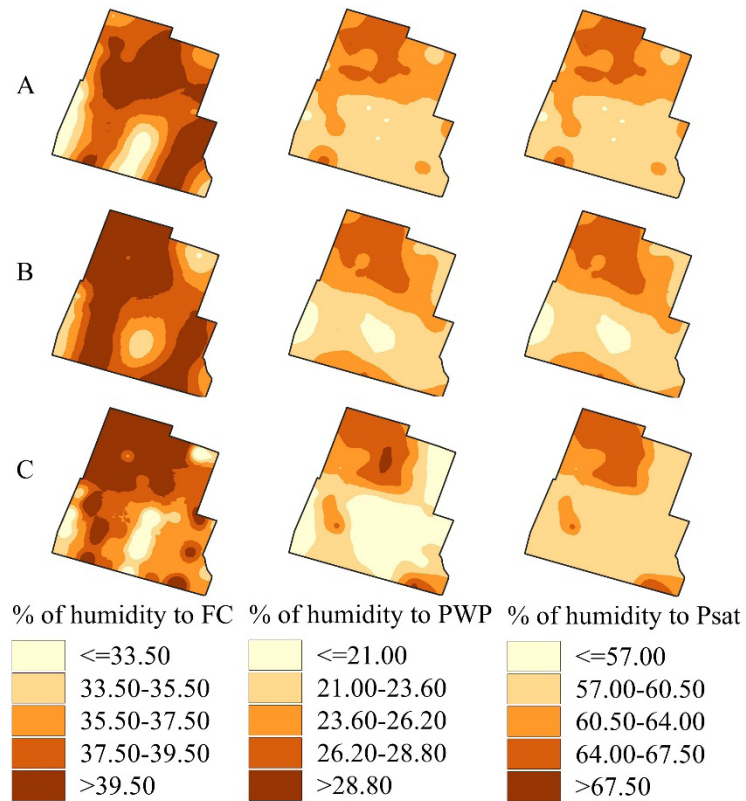 A
B
C
% of humidity to FC % of humidity to PWP % of humidity to Psat
<=33.50 <=21.00 <=57.00
33.50-35.50 21.00-23.60 57.00-60.50
35.50-37.50 23.60-26.20 60.50-64.00
37.50-39.50 26.20-28.80 64.00-67.50
>39.50 >28.80 >67.50